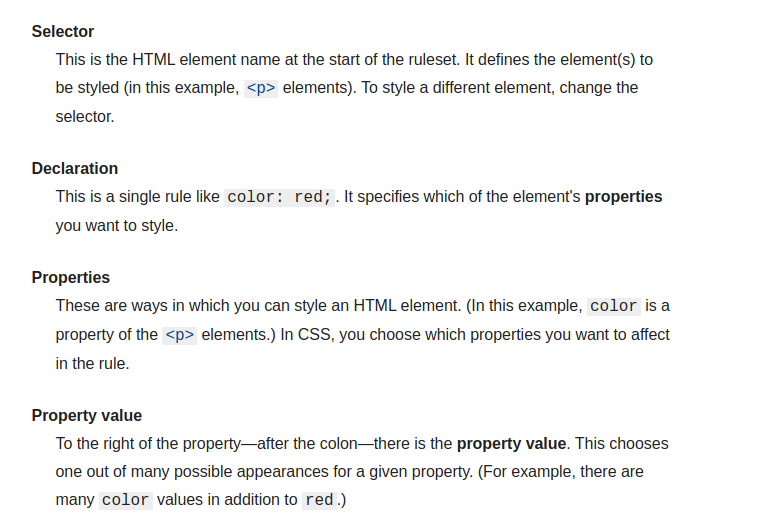 Selector
This is the HTML element name at the start of the ruleset. It defines the element(s) to
be styled (in this example, <p> elements). To style a different element, change the
selector.
Declaration
This is a single rule like color: red;. It specifies which of the element's properties
you want to style.
Properties
These are ways in which you can style an HTML element. (In this example, color is a
property of the <p> elements.) In CSS, you choose which properties you want to affect
in the rule.
Property value
To the right of the property—after the colon—there is the property value. This chooses
one out of many possible appearances for a given property. (For example, there are
many color values in addition to red.)